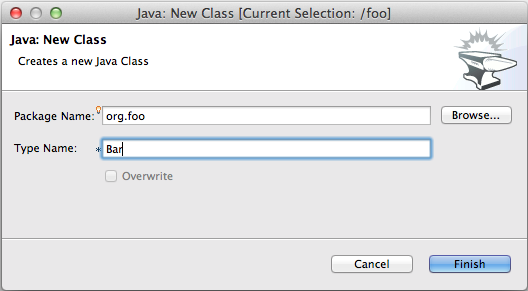 Java: New Class [Current Selection: /foo]
Java: New Class
Creates a new Java Class
Package Name: org.foo Browse...
Type Name: * Bar
Overwrite
Cancel Finish